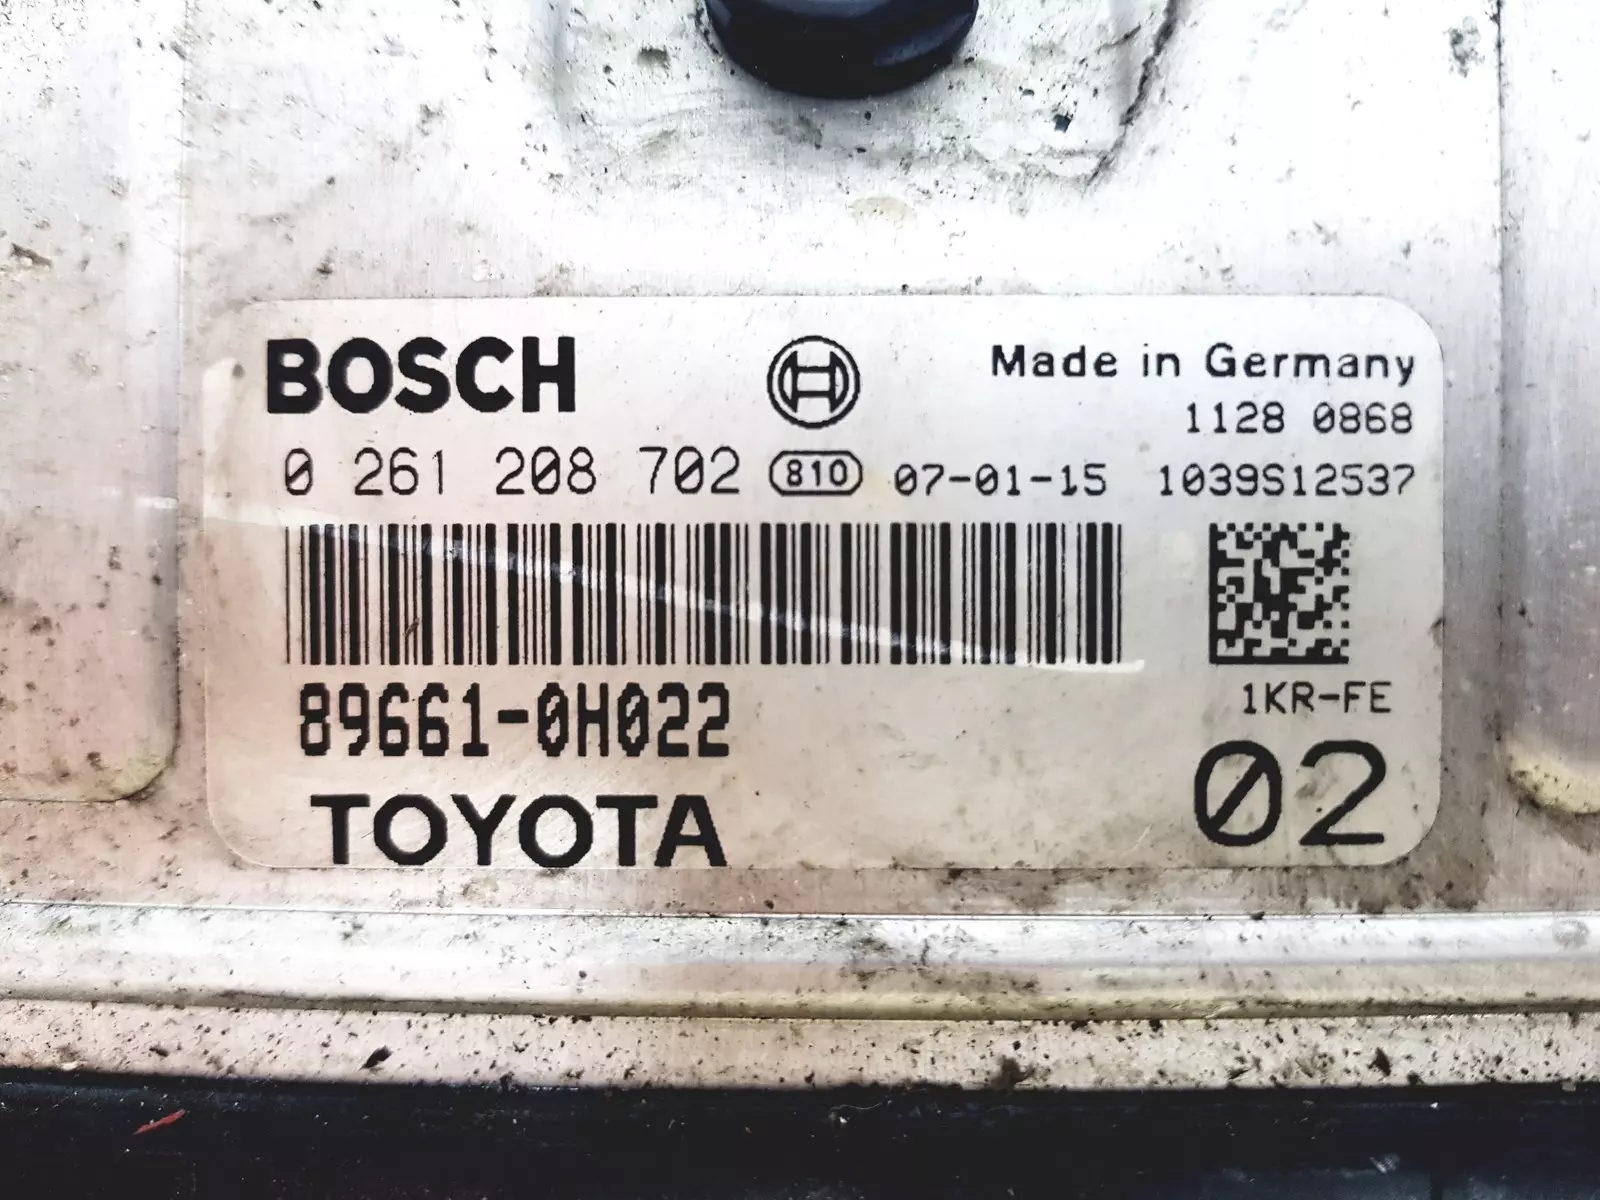 BOSCH
Made in Germany
1128 0868
0 261 208 702 810 07-01-15 1039S12537
89661-0H022
1KR-FE
TOYOTA
02